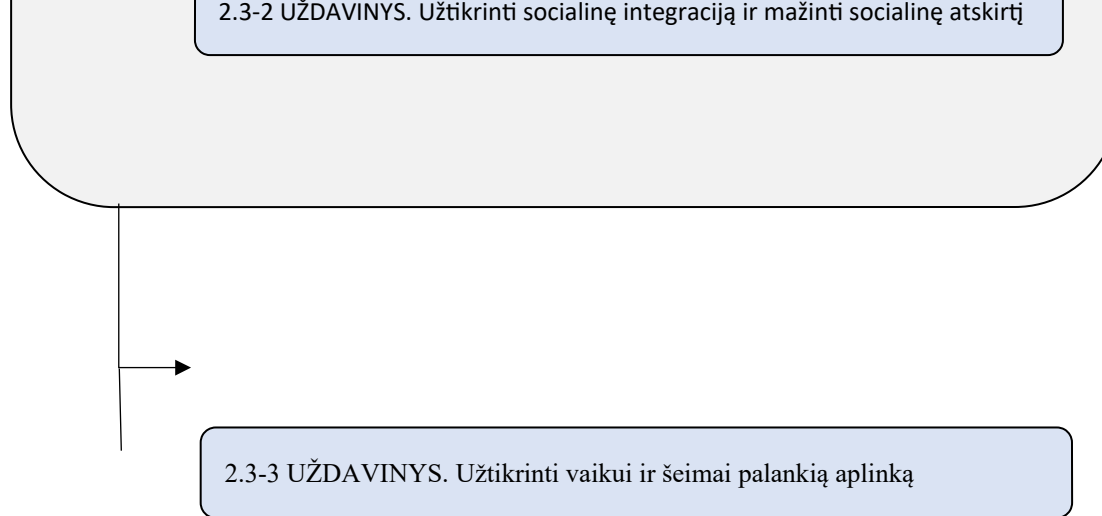 2.3-2 UŽDAVINYS. Užtikrinti socialinę integraciją ir mažinti socialinę atskirtį
2.3-3 UŽDAVINYS. Užtikrinti vaikui ir šeimai palankią aplinką